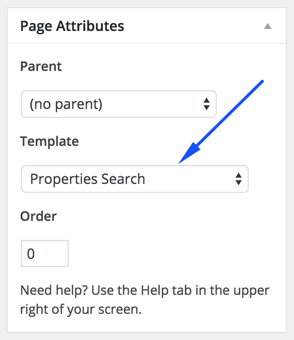 Page Attributes
Parent
(no parent)
Template
Properties Search
Order
0
Need help? Use the Help tab in the upper
right of your screen.